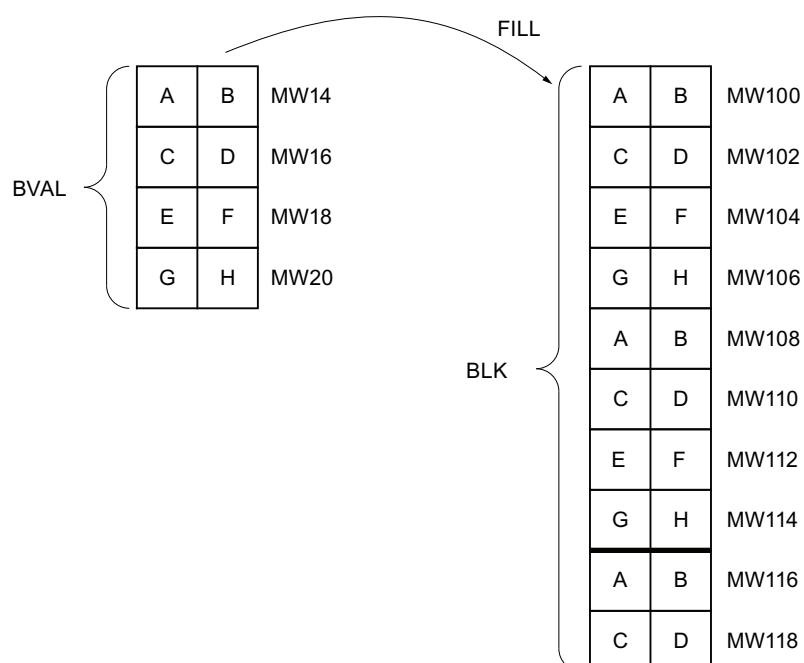 FILL
BVAL
A B MW14
C D MW16
E F MW18
G H MW20
BLK
A B MW100
C D MW102
E F MW104
G H MW106
A B MW108
C D MW110
E F MW112
G H MW114
A B MW116
C D MW118